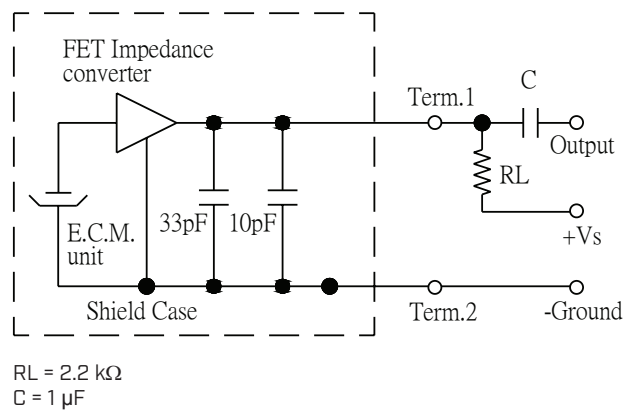 FET Impedance
converter
C
Term.1
Output
RL
33pF
10pF
+Vs
E.C.M.
unit
Shield Case
Term.2
-Ground
RL = 2.2 kΩ
C = 1 µF